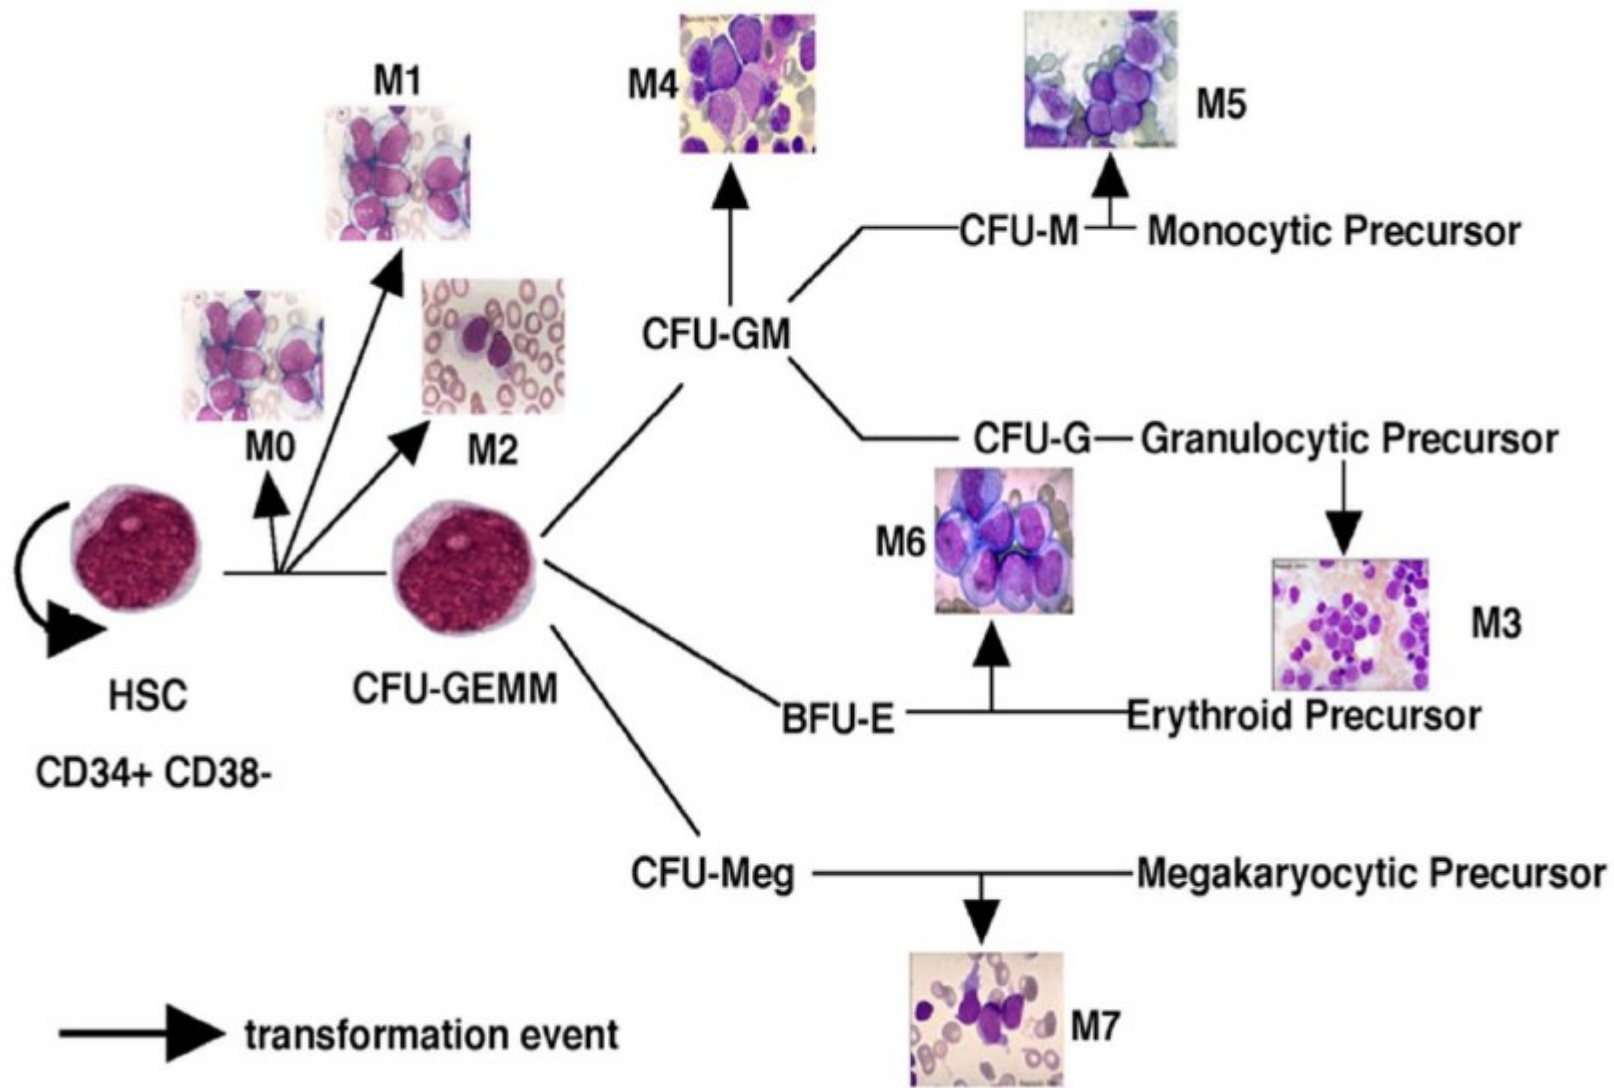 M1
M4
M5
CFU-M
Monocytic Precursor
CFU-GM
M0
M2
CFU-G
Granulocytic Precursor
M6
M3
HSC
CFU-GEMM
BFU-E
Erythroid Precursor
CD34+ CD38-
CFU-Meg
Megakaryocytic Precursor
transformation event
M7